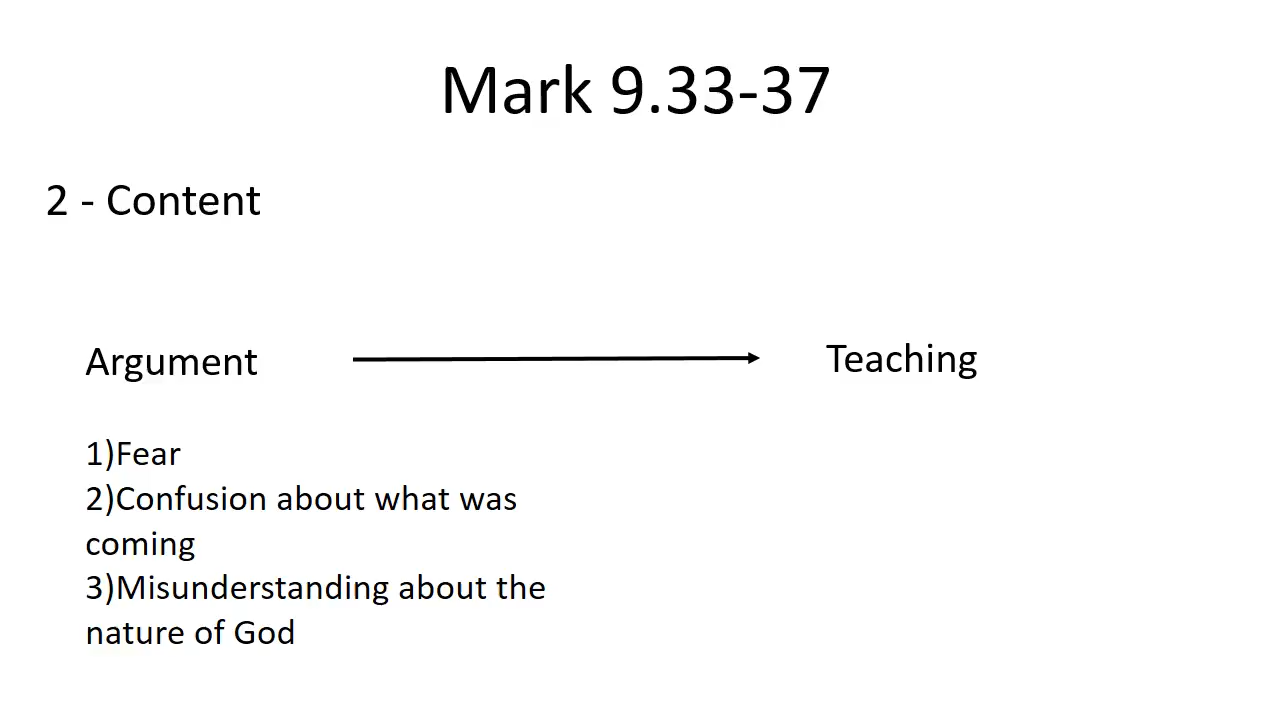 Mark 9.33-37
2 - Content
Argument
Teaching
1)Fear
2)Confusion about what was
coming
3)Misunderstanding about the
nature of God